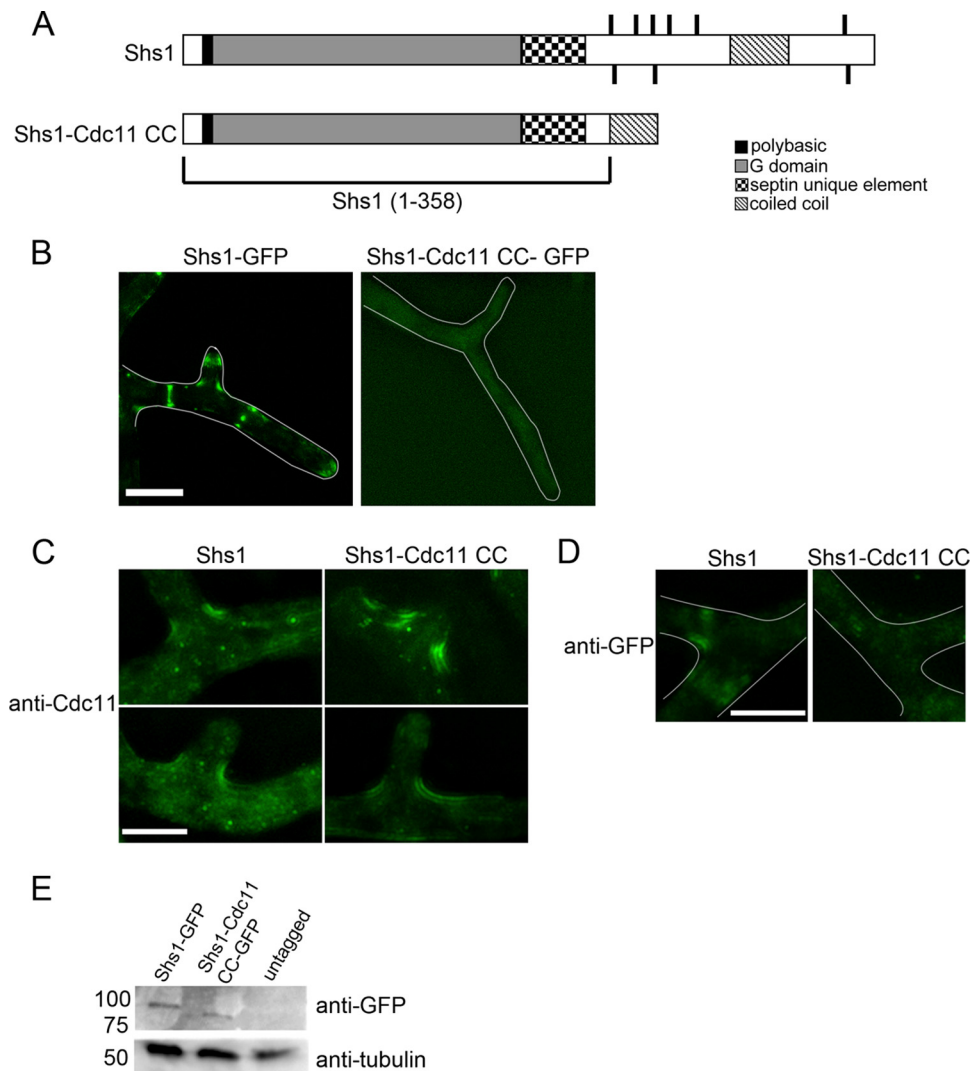 A
Shs1
Shs1-Cdc11 CC
Shs1 (1-358)
polybasic
G domain
septin unique element
coiled coil
B
Shs1-GFP
Shs1-Cdc11 CC- GFP
C
Shs1
Shs1-Cdc11 CC
anti-Cdc11
D
Shs1
Shs1-Cdc11 CC
anti-GFP
E
Shs1-GFP
Shs1-Cdc11
CC-GFP
untagged
100
75
anti-GFP
50
anti-tubulin